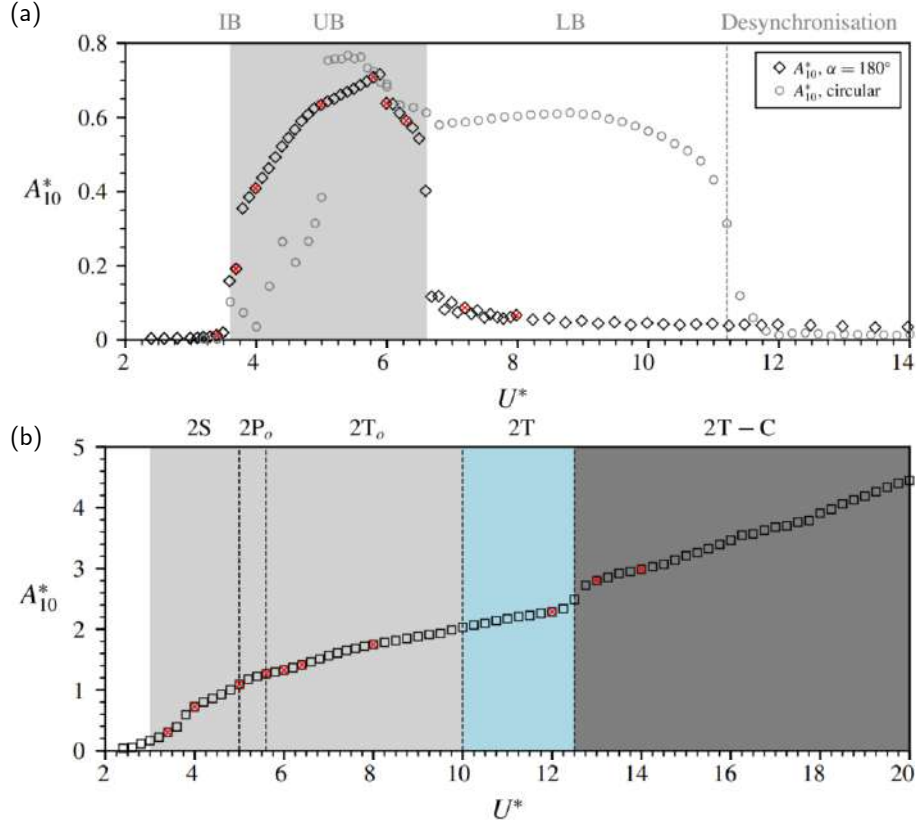 (a)
IB UB LB Desynchronisation
0.8
A*10, α = 180°
A*10, circular
0.6
A*10
0.4
0.2
0
2 4 6 8 10 12 14
U*
(b)
2S 2Po 2To 2T 2T – C
5
4
3
A*10
2
1
0
2 4 6 8 10 12 14 16 18 20
U*